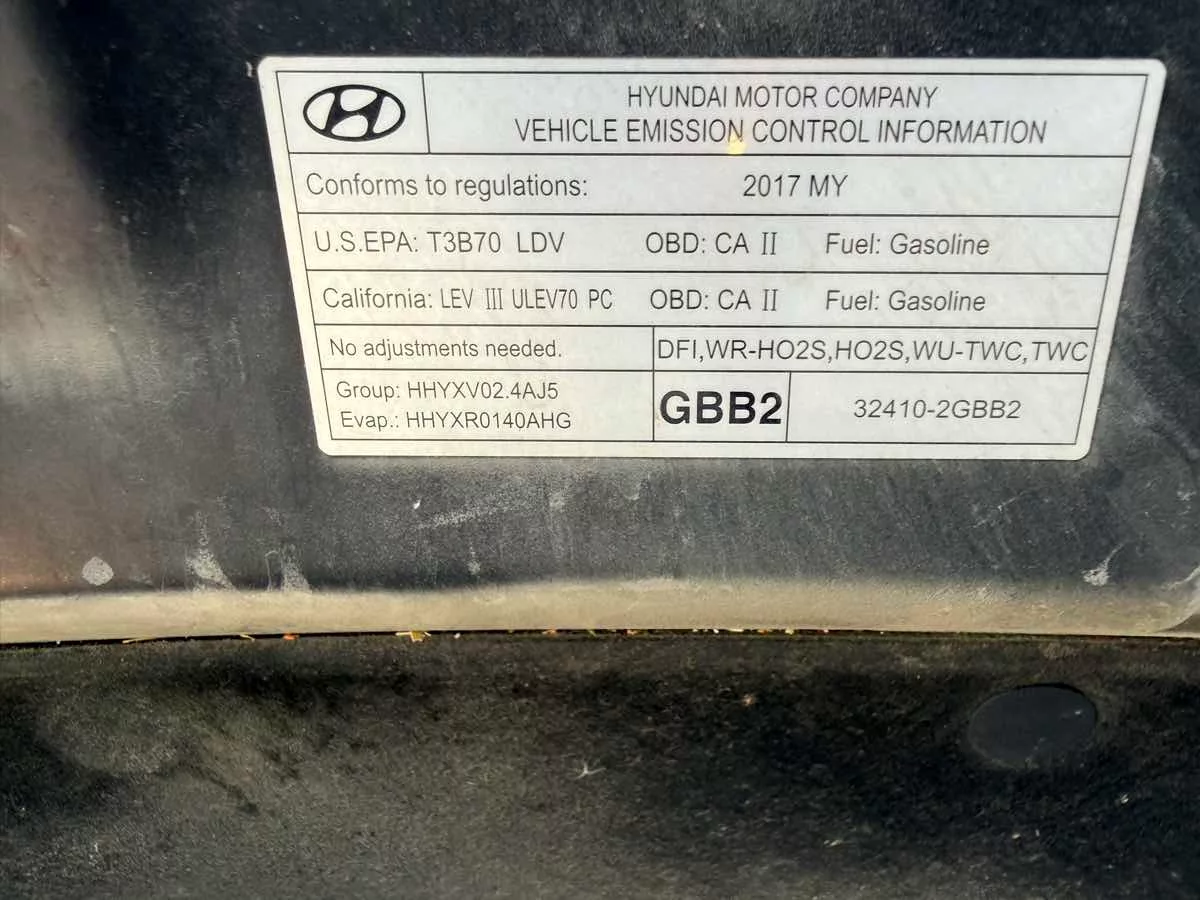 HYUNDAI MOTOR COMPANY
VEHICLE EMISSION CONTROL INFORMATION
Conforms to regulations: 2017 MY
U.S.EPA: T3B70 LDV OBD: CA II Fuel: Gasoline
California: LEV III ULEV70 PC OBD: CA II Fuel: Gasoline
No adjustments needed. DFI,WR-HO2S,HO2S,WU-TWC,TWC
Group: HHYXV02.4AJ5
Evap.: HHYXR0140AHG
GBB2 32410-2GBB2